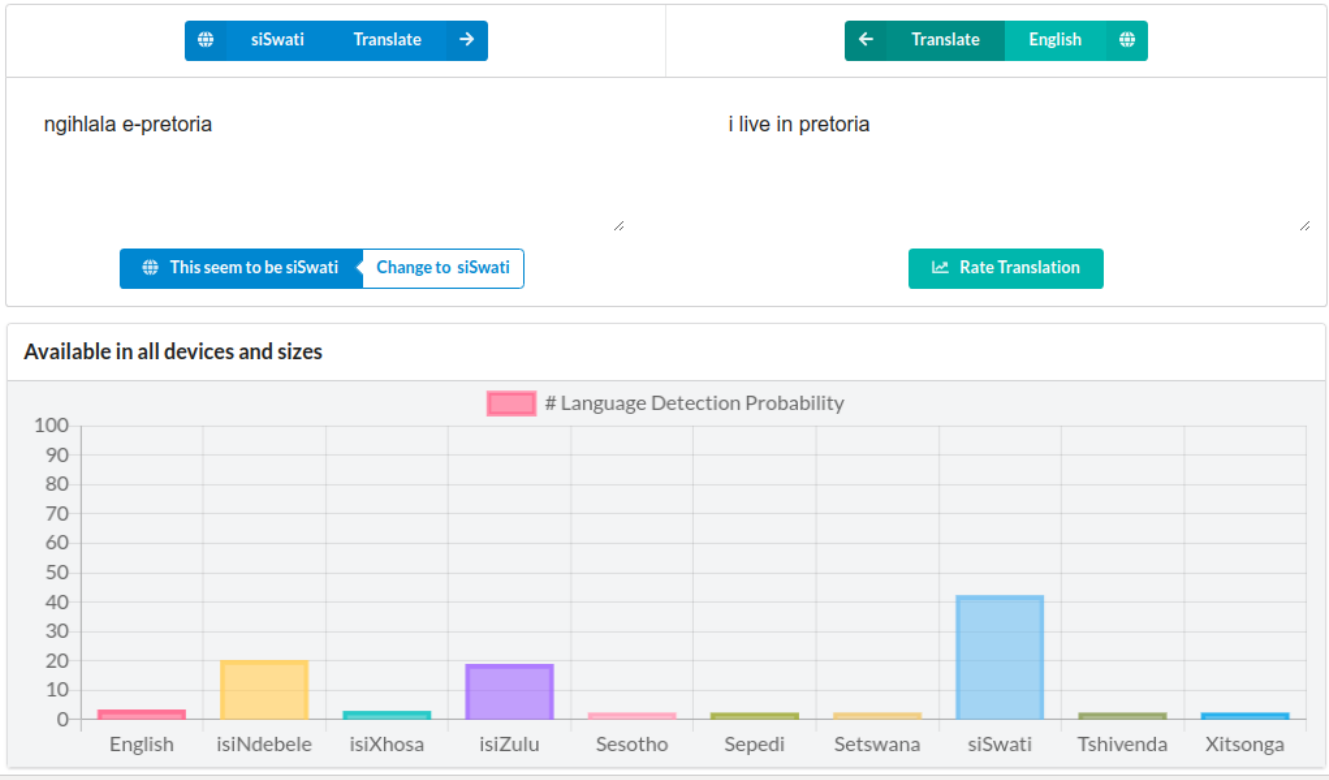 siSwati Translate
Translate English
ngihlala e-pretoria
i live in pretoria
This seem to be siSwati Change to siSwati
Rate Translation
Available in all devices and sizes
# Language Detection Probability
100
90
80
70
60
50
40
30
20
10
0
English isiNdebele isiXhosa isiZulu Sesotho Sepedi Setswana siSwati Tshivenda Xitsonga